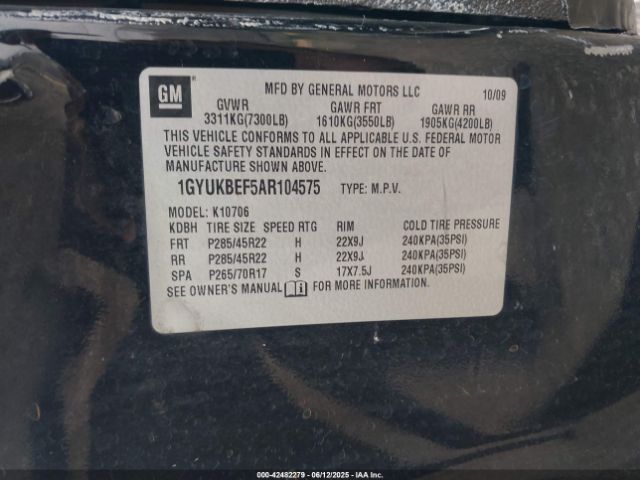 GM
MFD BY GENERAL MOTORS LLC 10/09
GVWR GAWR FRT GAWR RR
3311KG(7300LB) 1610KG(3550LB) 1905KG(4200LB)
THIS VEHICLE CONFORMS TO ALL APPLICABLE U.S. FEDERAL MOTOR
VEHICLE SAFETY STANDARDS IN EFFECT ON THE DATE OF
MANUFACTURE SHOWN ABOVE.
1GYUKBEF5AR104575 TYPE: M.P.V.
MODEL: K10706
KDBH TIRE SIZE SPEED RTG RIM COLD TIRE PRESSURE
FRT P285/45R22 H 22X9J 240KPA(35PSI)
RR P285/45R22 H 22X9J 240KPA(35PSI)
SPA P265/70R17 S 17X7.5J 240KPA(35PSI)
SEE OWNER'S MANUAL FOR MORE INFORMATION.
000-42482279 - 06/12/2025 - IAAI.COM